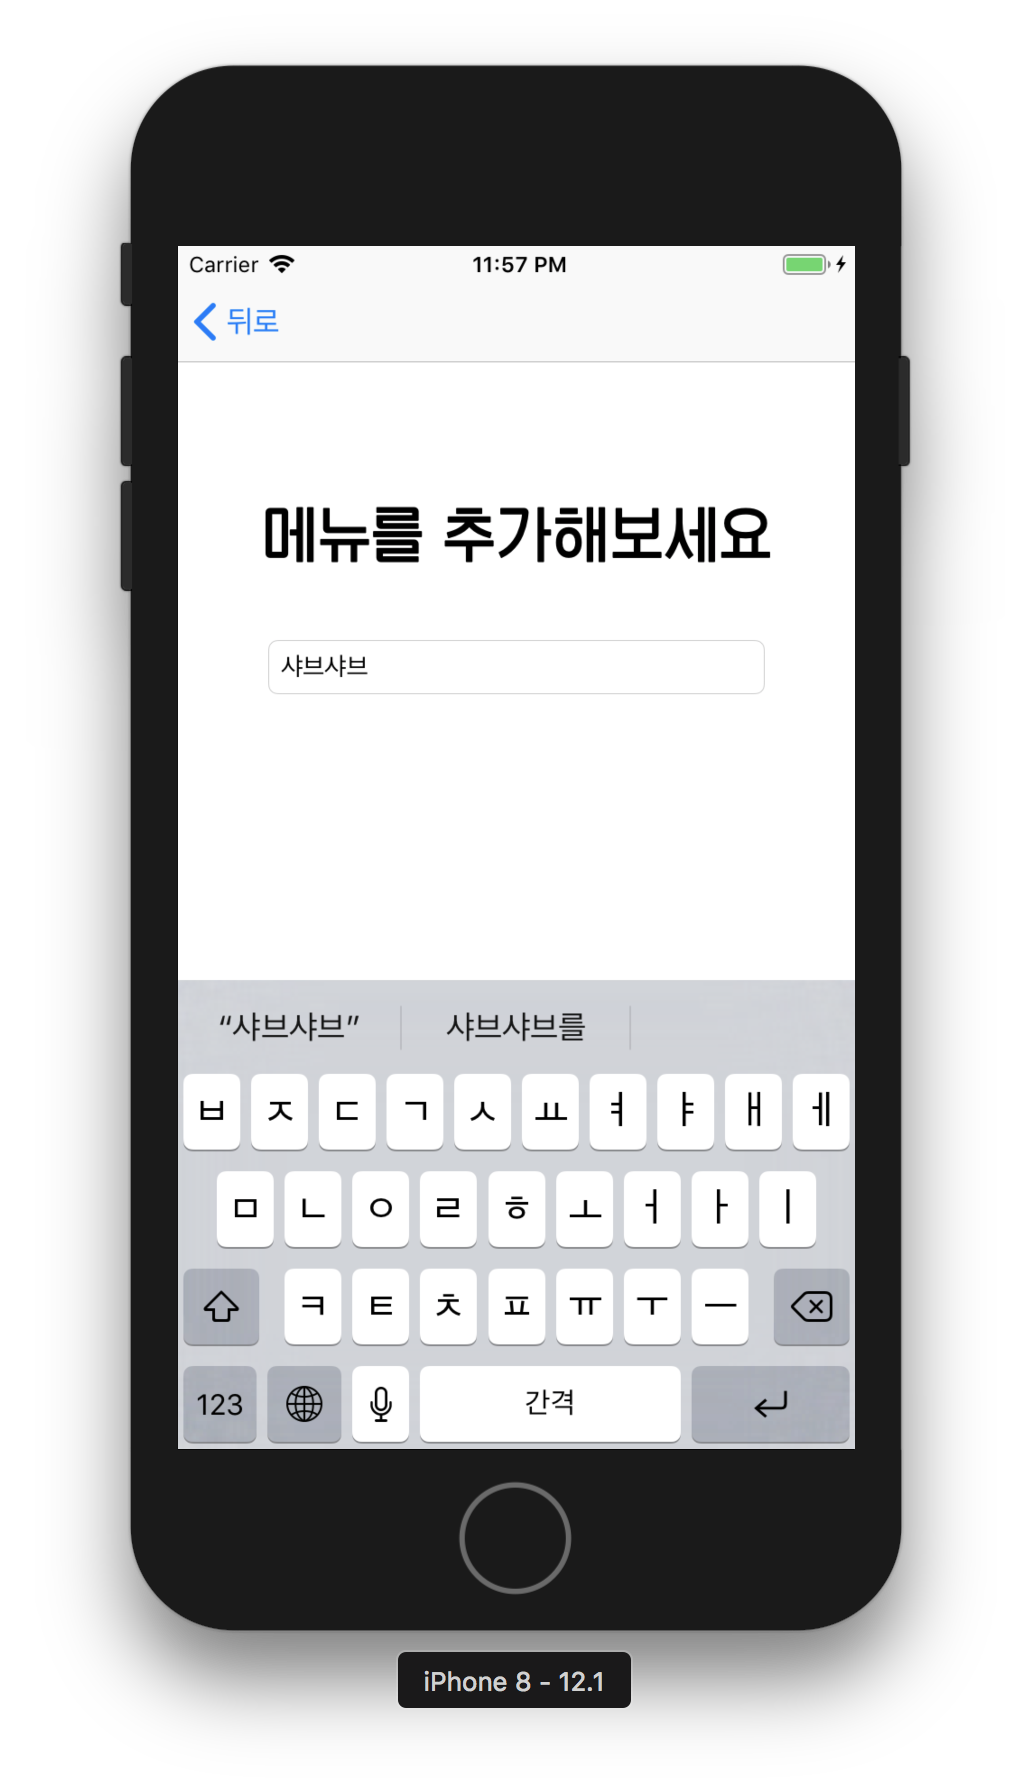 Carrier 11:57 PM
뒤로
메뉴를 추가해보세요
샤브샤브
“샤브샤브” 샤브샤브를
ㅂ ㅈ ㄷ ㄱ ㅅ ㅛ ㅕ ㅑ ㅐ ㅔ
ㅁ ㄴ ㅇ ㄹ ㅎ ㅗ ㅓ ㅏ ㅣ
ㅋ ㅌ ㅊ ㅍ ㅠ ㅜ ㅡ
123 간격
iPhone 8 - 12.1